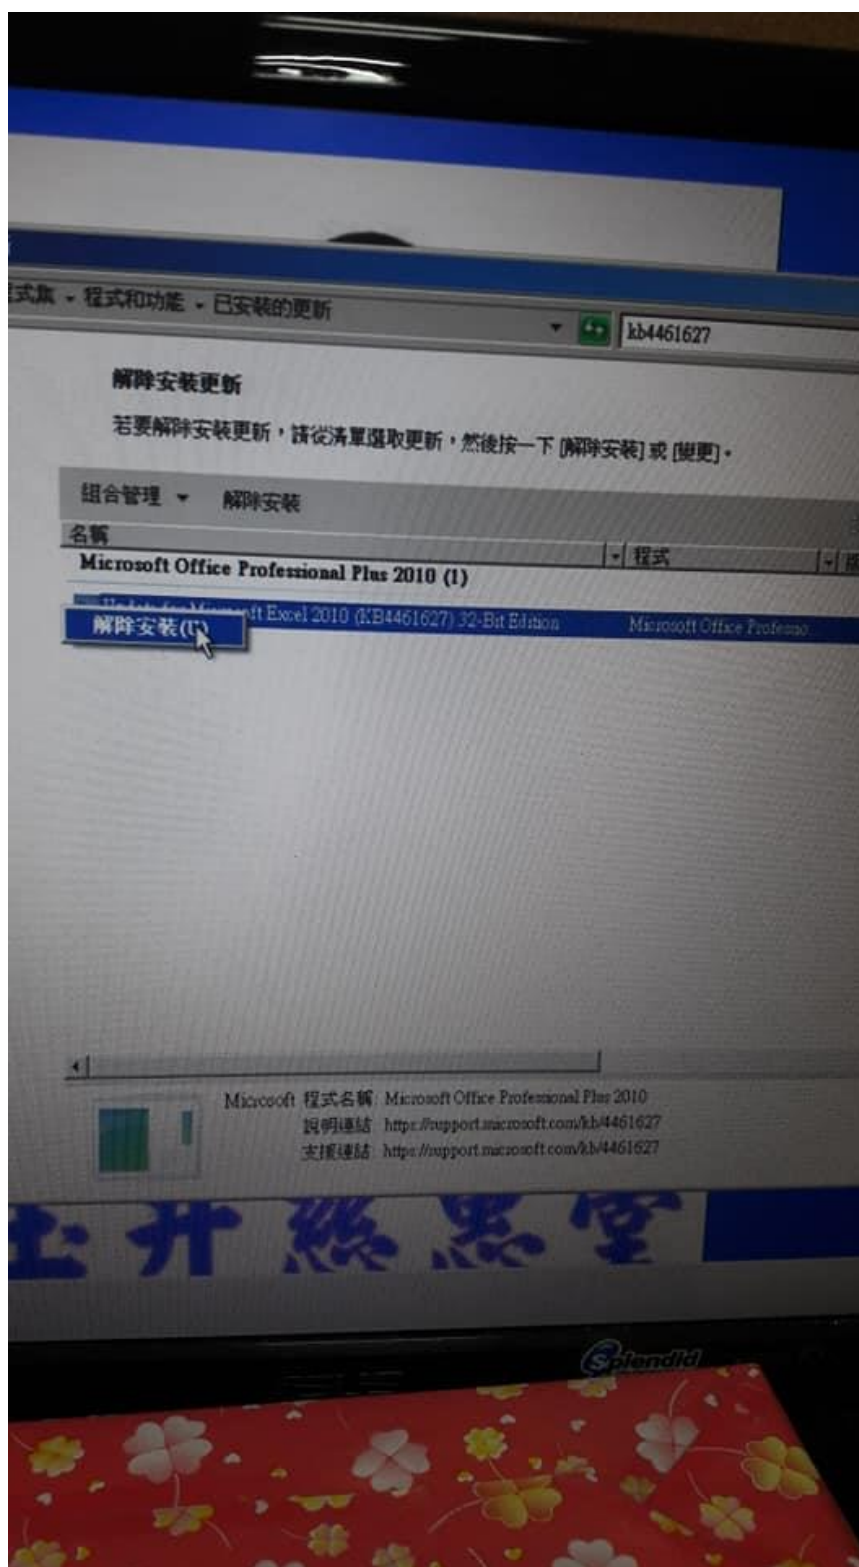 式集 程式和功能 已安裝的更新
kb4461627
解除安裝更新
若要解除安裝更新，請從清單選取更新，然後按一下 [解除安裝] 或 [變更]。
組合管理 解除安裝
名稱 程式
Microsoft Office Professional Plus 2010 (1)
Update for Microsoft Excel 2010 (KB4461627) 32-Bit Edition Microsoft Office Professio
解除安裝(U)
Microsoft 程式名稱: Microsoft Office Professional Plus 2010
說明連結: https://support.microsoft.com/kb/4461627
支援連結: https://support.microsoft.com/kb/4461627
Splendid